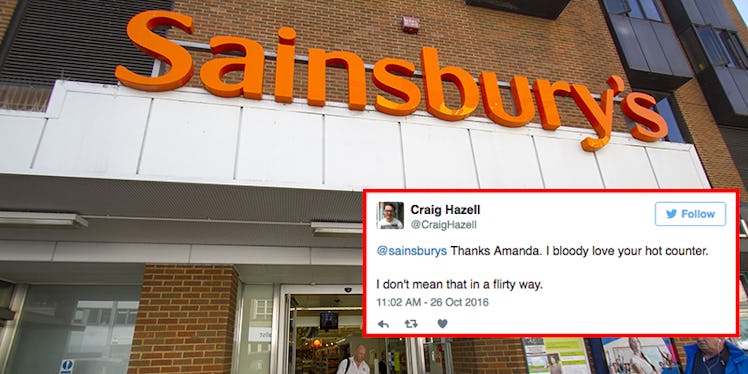 Sainsbury's
Craig Hazell
@CraigHazell
Follow
@sainsburys Thanks Amanda. I bloody love your hot counter.
I don't mean that in a flirty way.
11:02 AM - 26 Oct 2016